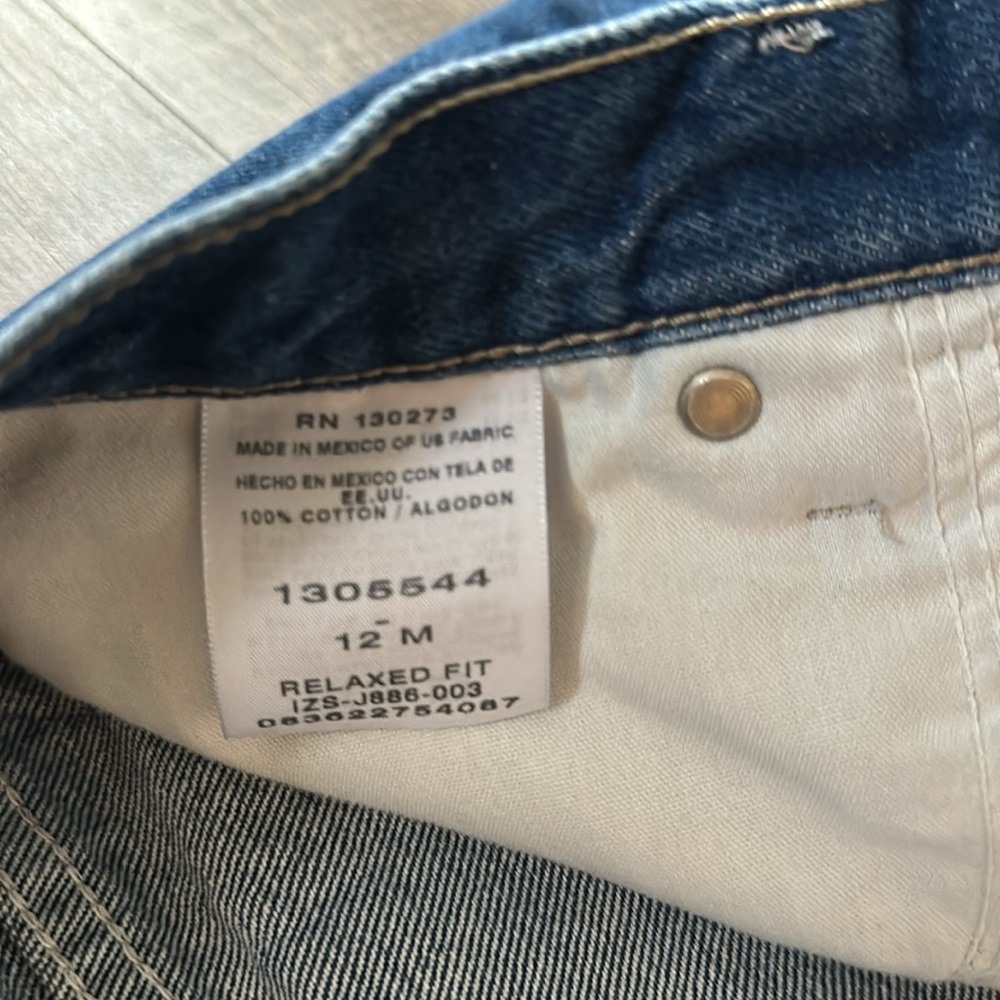 RN 130273
MADE IN MEXICO OF US FABRIC
HECHO EN MEXICO CON TELA DE
EE.UU.
100% COTTON / ALGODON
1305544
12 M
RELAXED FIT
IZS-J886-003
083622754087